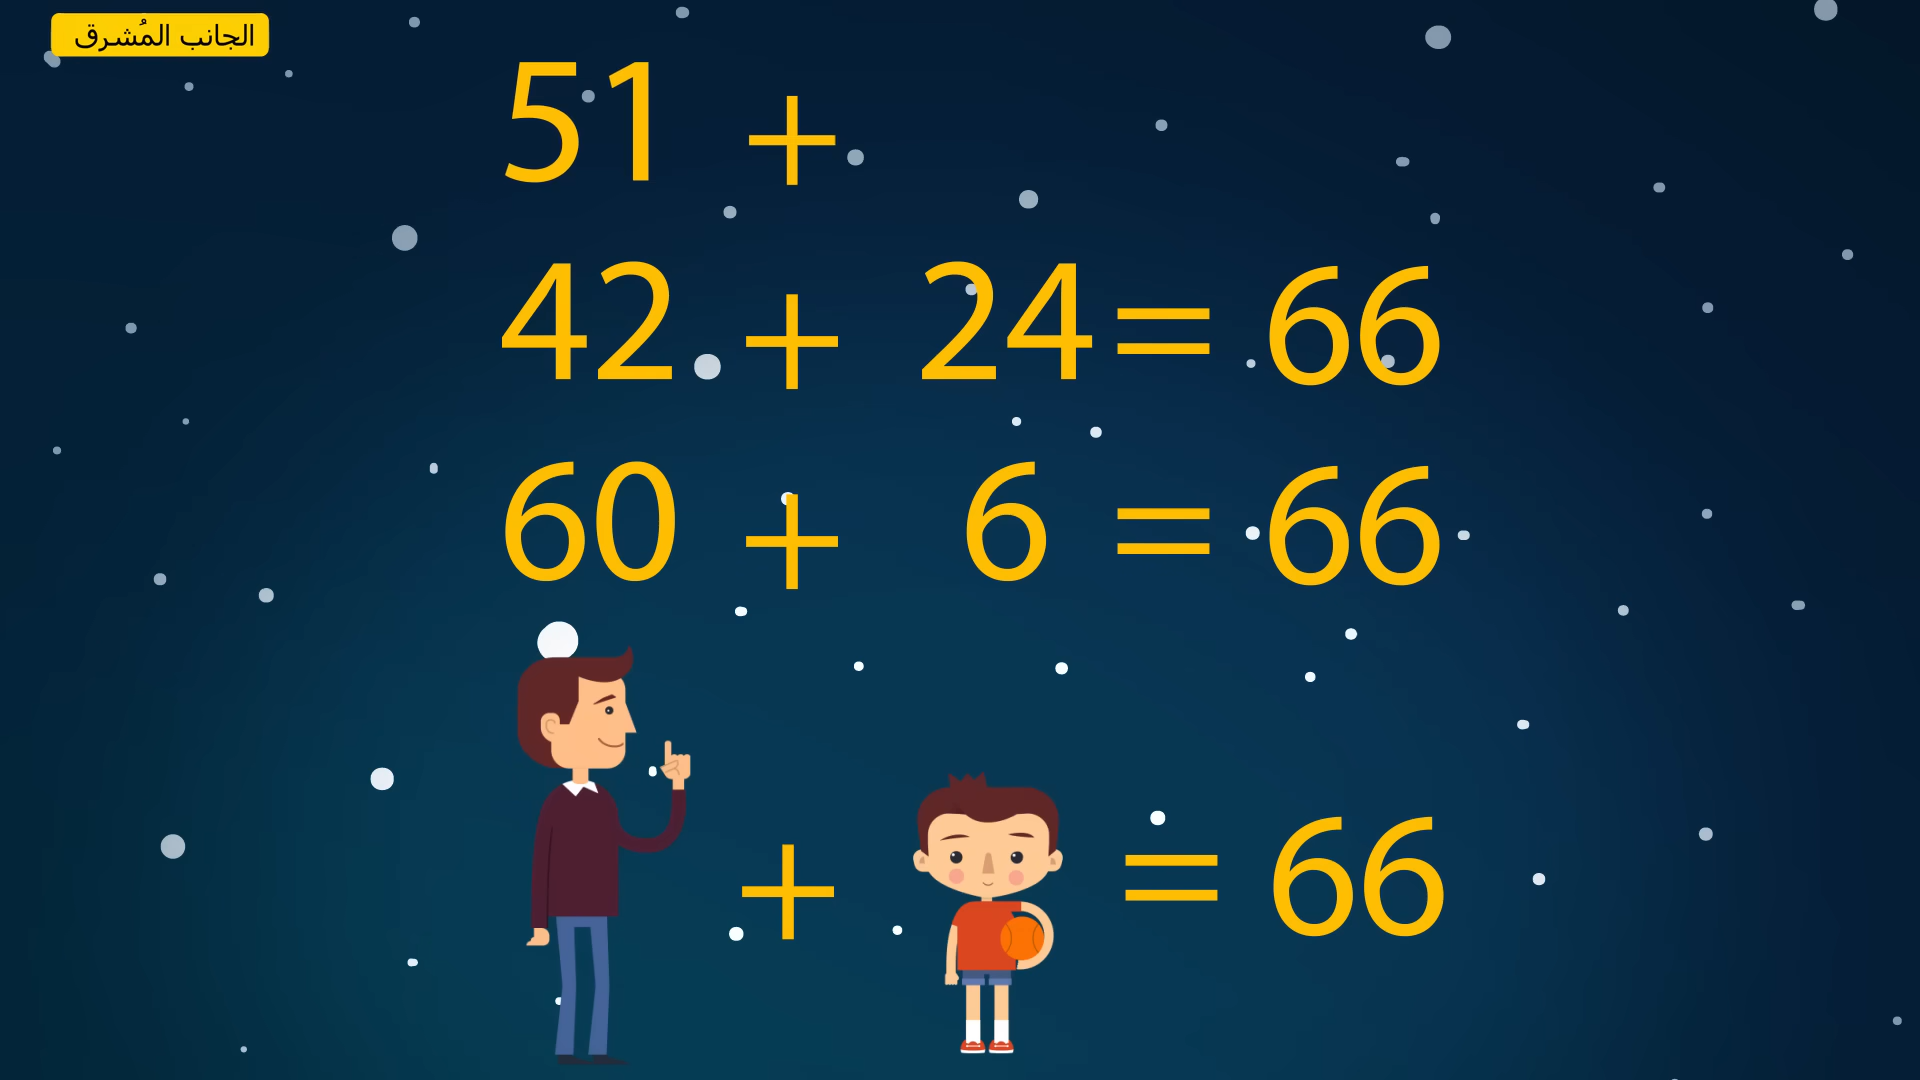 الجانب المُشرق
51 +
42 + 24 = 66
60 + 6 = 66
+ = 66